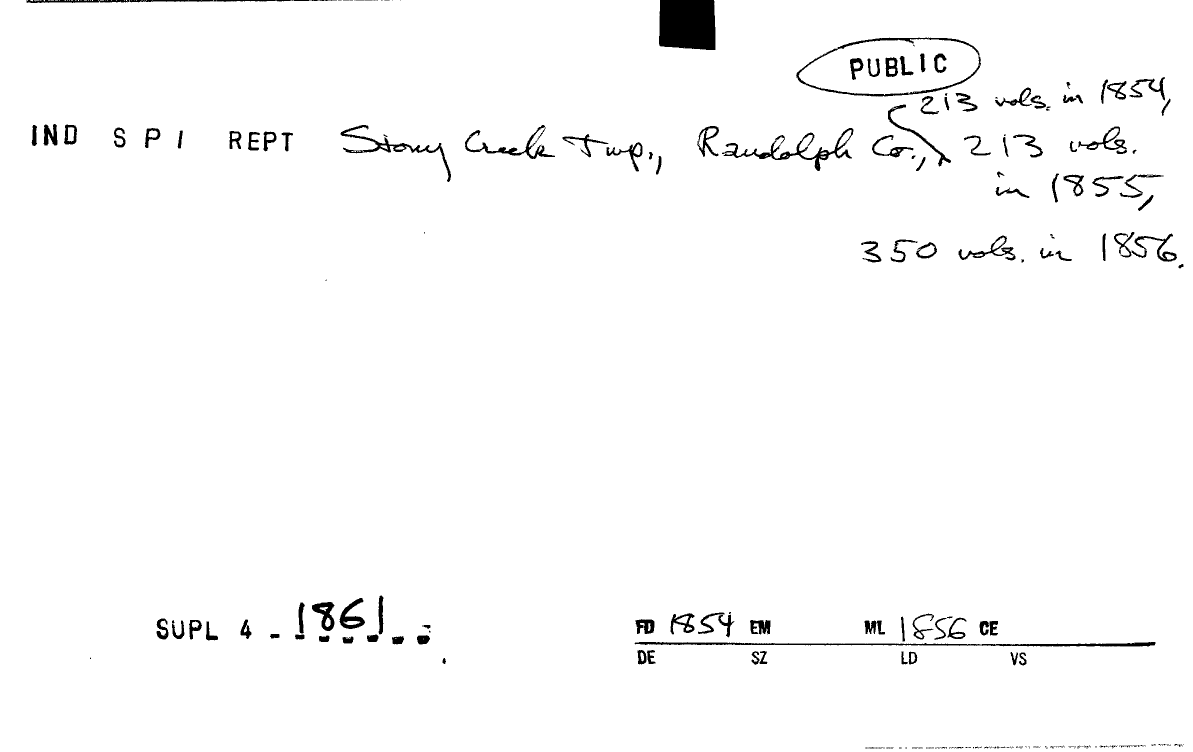 PUBLIC
213 vols. in 1854,
IND S P I REPT Stony Creek Twp., Randolph Co., 213 vols.
in 1855,
350 vols. in 1856.
SUPL 4 - 1861
FD 1854 EM ML 1856 CE
DE SZ LD VS